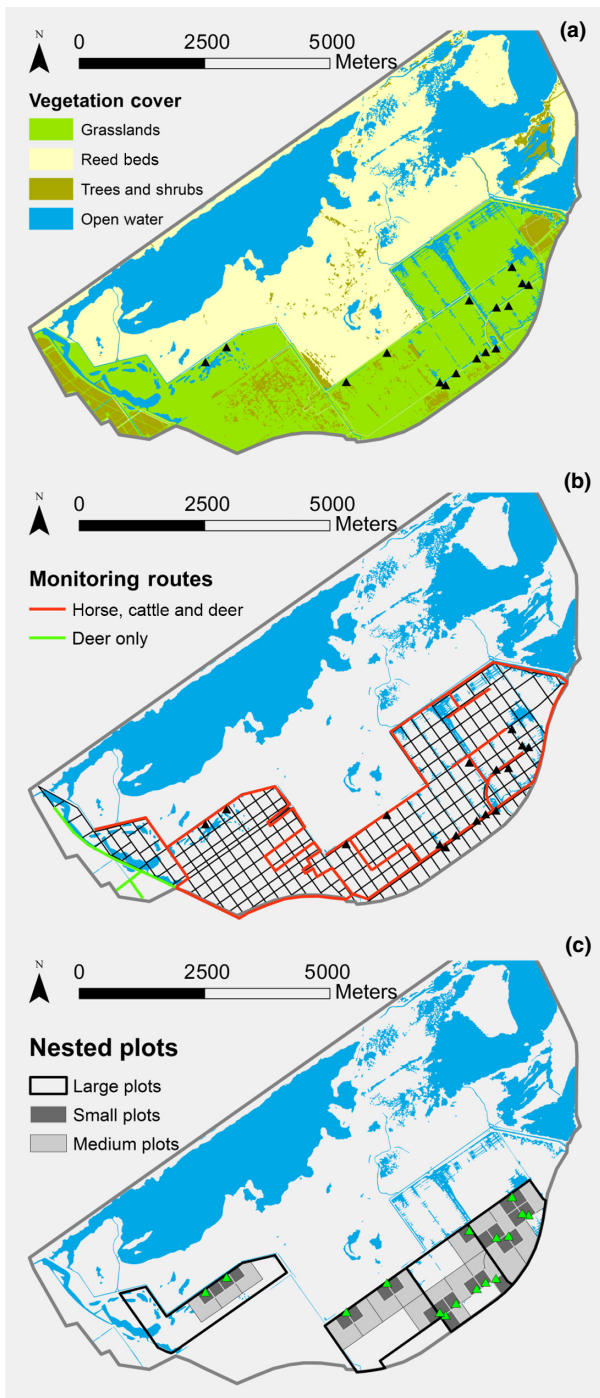 (a)
N
0 2500 5000
Meters
Vegetation cover
Grasslands
Reed beds
Trees and shrubs
Open water
(b)
N
0 2500 5000
Meters
Monitoring routes
Horse, cattle and deer
Deer only
(c)
N
0 2500 5000
Meters
Nested plots
Large plots
Small plots
Medium plots